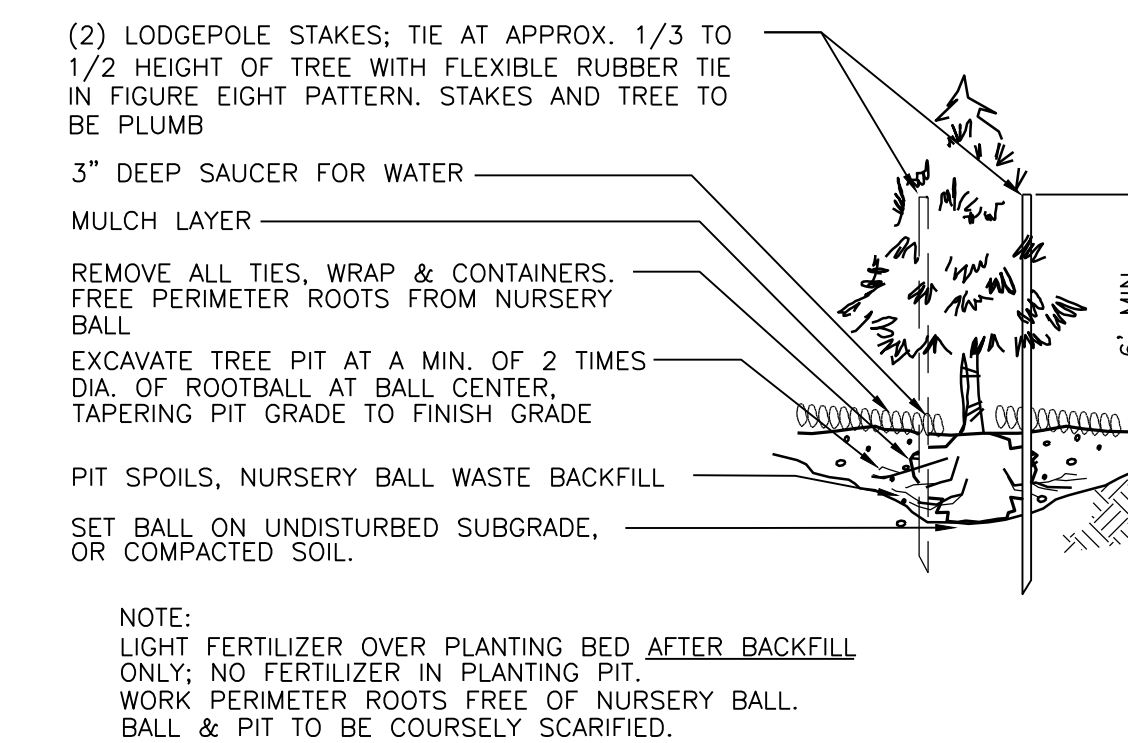 (2) LODGEPOLE STAKES; TIE AT APPROX. 1/3 TO
1/2 HEIGHT OF TREE WITH FLEXIBLE RUBBER TIE
IN FIGURE EIGHT PATTERN. STAKES AND TREE TO
BE PLUMB
3" DEEP SAUCER FOR WATER
MULCH LAYER
REMOVE ALL TIES, WRAP & CONTAINERS.
FREE PERIMETER ROOTS FROM NURSERY
BALL
EXCAVATE TREE PIT AT A MIN. OF 2 TIMES
DIA. OF ROOTBALL AT BALL CENTER,
TAPERING PIT GRADE TO FINISH GRADE
PIT SPOILS, NURSERY BALL WASTE BACKFILL
SET BALL ON UNDISTURBED SUBGRADE,
OR COMPACTED SOIL.
6' MIN
NOTE:
LIGHT FERTILIZER OVER PLANTING BED AFTER BACKFILL
ONLY; NO FERTILIZER IN PLANTING PIT.
WORK PERIMETER ROOTS FREE OF NURSERY BALL.
BALL & PIT TO BE COURSELY SCARIFIED.